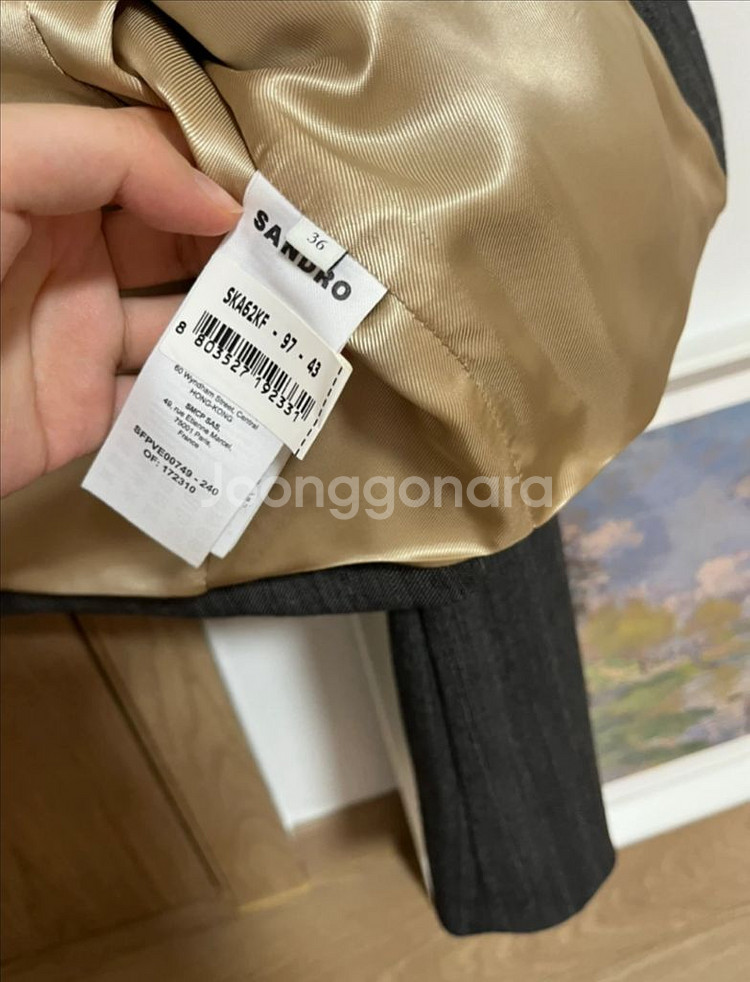 SANDRO
36
SKA62KF - 97 - 43
8 803527 192331
60 Wyndham Street, Central
HONG-KONG
SMCP SAS,
49, rue Etienne Marcel,
75001 Paris,
France
SFPVE00749 - 240
OF: 172310
Joonggonara